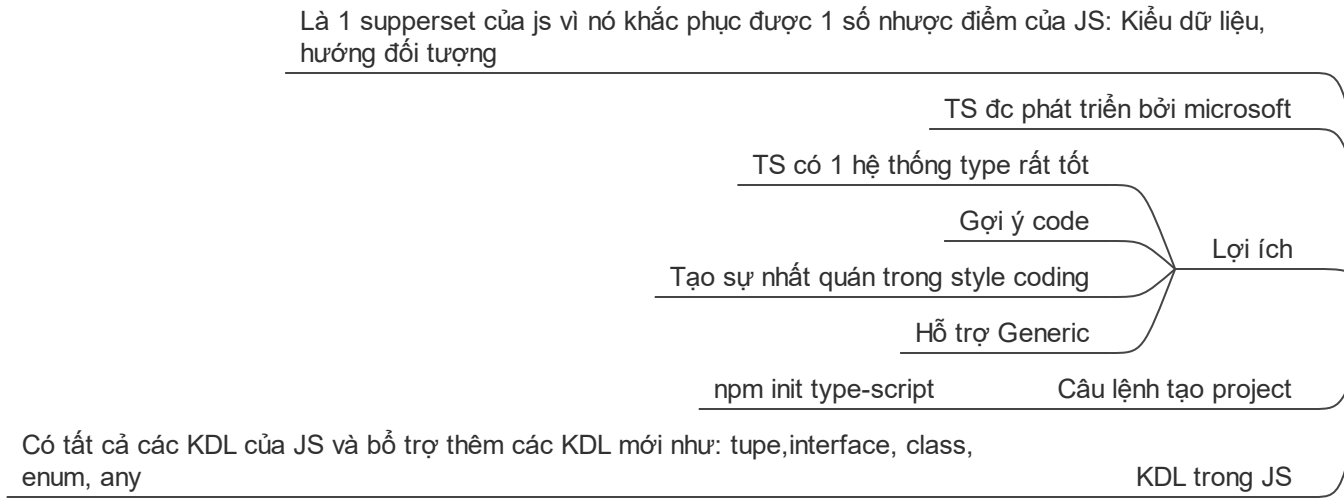 Là 1 supperset của js vì nó khắc phục được 1 số nhược điểm của JS: Kiểu dữ liệu,
hướng đối tượng
TS đc phát triển bởi microsoft
TS có 1 hệ thống type rất tốt
Gợi ý code
Lợi ích
Tạo sự nhất quán trong style coding
Hỗ trợ Generic
npm init type-script
Câu lệnh tạo project
Có tất cả các KDL của JS và bổ trợ thêm các KDL mới như: tupe,interface, class,
enum, any
KDL trong JS